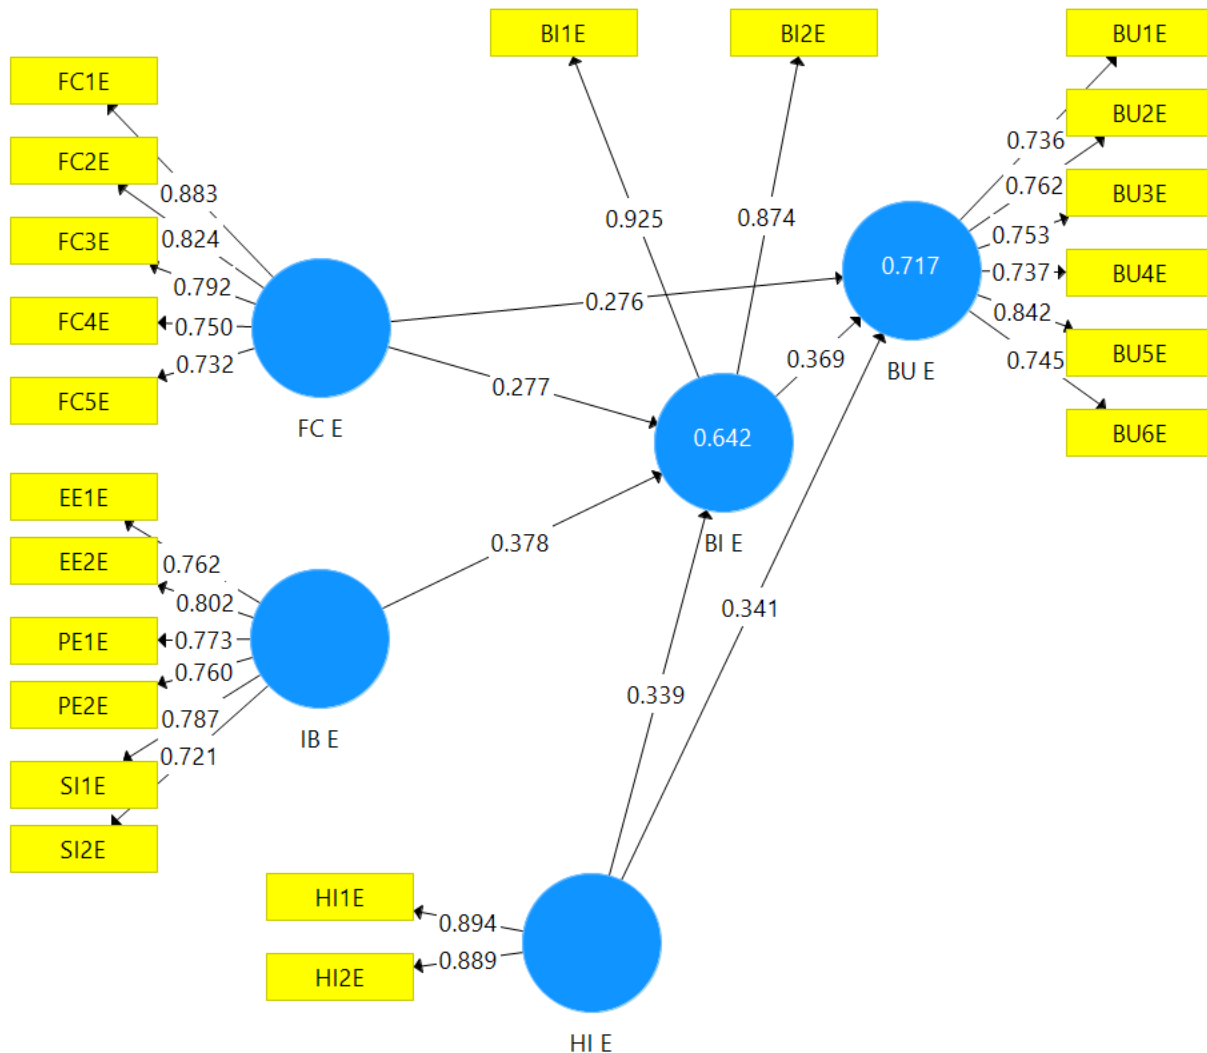 BI1E
BI2E
BU1E
FC1E
BU2E
0.736
FC2E
0.762
BU3E
0.883
0.925
0.874
0.753
FC3E
0.824
0.717
0.737
BU4E
0.792
0.276
0.842
FC4E
0.750
BU5E
0.732
0.369
0.745
BU E
0.277
FC5E
FC E
0.642
BU6E
EE1E
0.378
BI E
EE2E
0.762
0.802
0.341
PE1E
0.773
0.760
0.339
PE2E
0.787
IB E
0.721
SI1E
SI2E
HI1E
0.894
0.889
HI2E
HI E